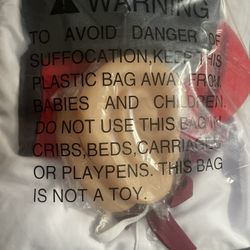 WARNING
TO AVOID DANGER OF
SUFFOCATION,KEEP THIS
PLASTIC BAG AWAY FROM
BABIES AND CHILDREN.
DO NOT USE THIS BAG IN
CRIBS,BEDS,CARRIAGES
OR PLAYPENS. THIS BAG
IS NOT A TOY.